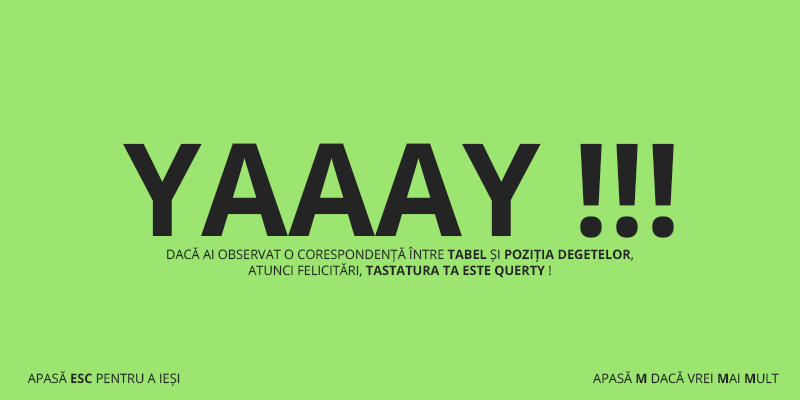 YAAAY !!!
DACĂ AI OBSERVAT O CORESPONDENȚĂ ÎNTRE TABEL ȘI POZIȚIA DEGETELOR,
ATUNCI FELICITĂRI, TASTATURA TA ESTE QUERTY !
APASĂ ESC PENTRU A IEȘI
APASĂ M DACĂ VREI MAI MULT